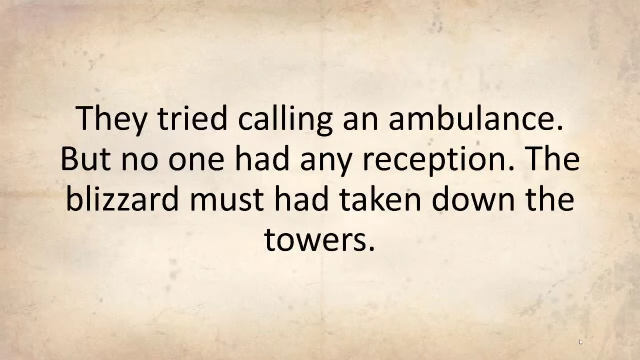 They tried calling an ambulance.
But no one had any reception. The
blizzard must had taken down the
towers.